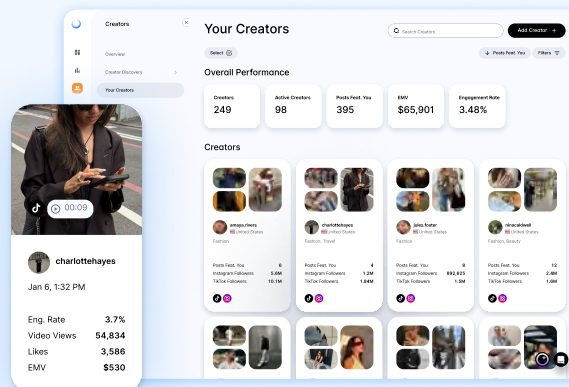 Creators
Overview
Creator Discovery
Your Creators
Your Creators
Search Creators
Add Creator +
Select
Posts Feat. You
Filters
Overall Performance
Creators
249
Active Creators
98
Posts Feat. You
395
EMV
$65,901
Engagement Rate
3.48%
Creators
amaya.rivers
United States
Fashion
Posts Feat. You 6
Instagram Followers 5.6M
TikTok Followers 10.1M
charlottehayes
United States
Fashion, Travel
Posts Feat. You 4
Instagram Followers 1.2M
TikTok Followers 1.84M
jules.foster
United States
Fashion
Posts Feat. You 8
Instagram Followers 892,625
TikTok Followers 1.5M
ninacaldwell
United States
Fashion, Beauty
Posts Feat. You 12
Instagram Followers 2.4M
TikTok Followers 1.6M
00:09
charlottehayes
Jan 6, 1:32 PM
Eng. Rate 3.7%
Video Views 54,834
Likes 3,586
EMV $530